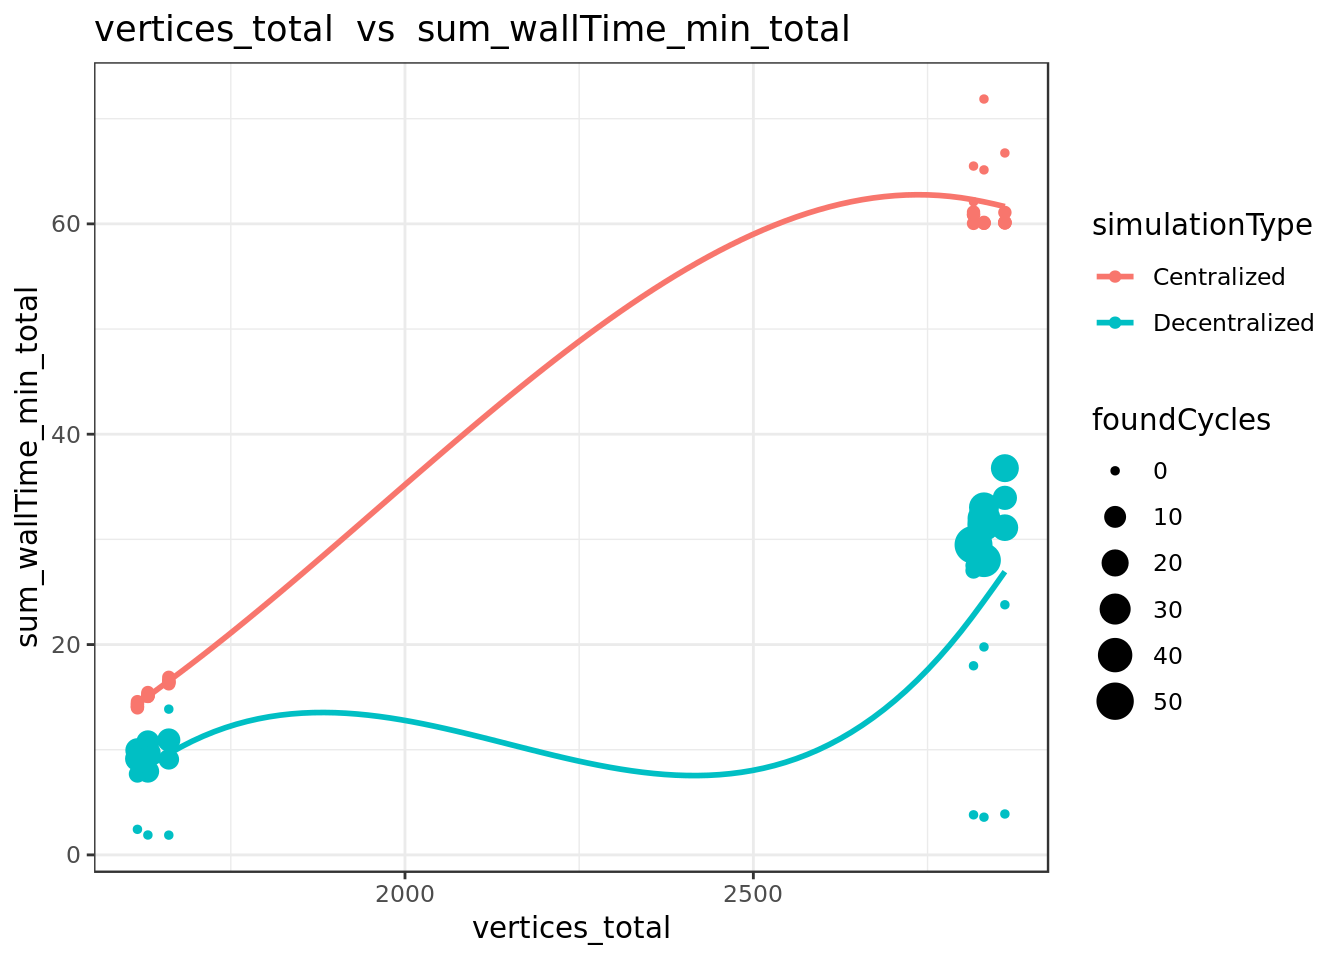 vertices_total vs sum_wallTime_min_total
sum_wallTime_min_total
60
40
20
0
2000
2500
vertices_total
simulationType
Centralized
Decentralized
foundCycles
0
10
20
30
40
50